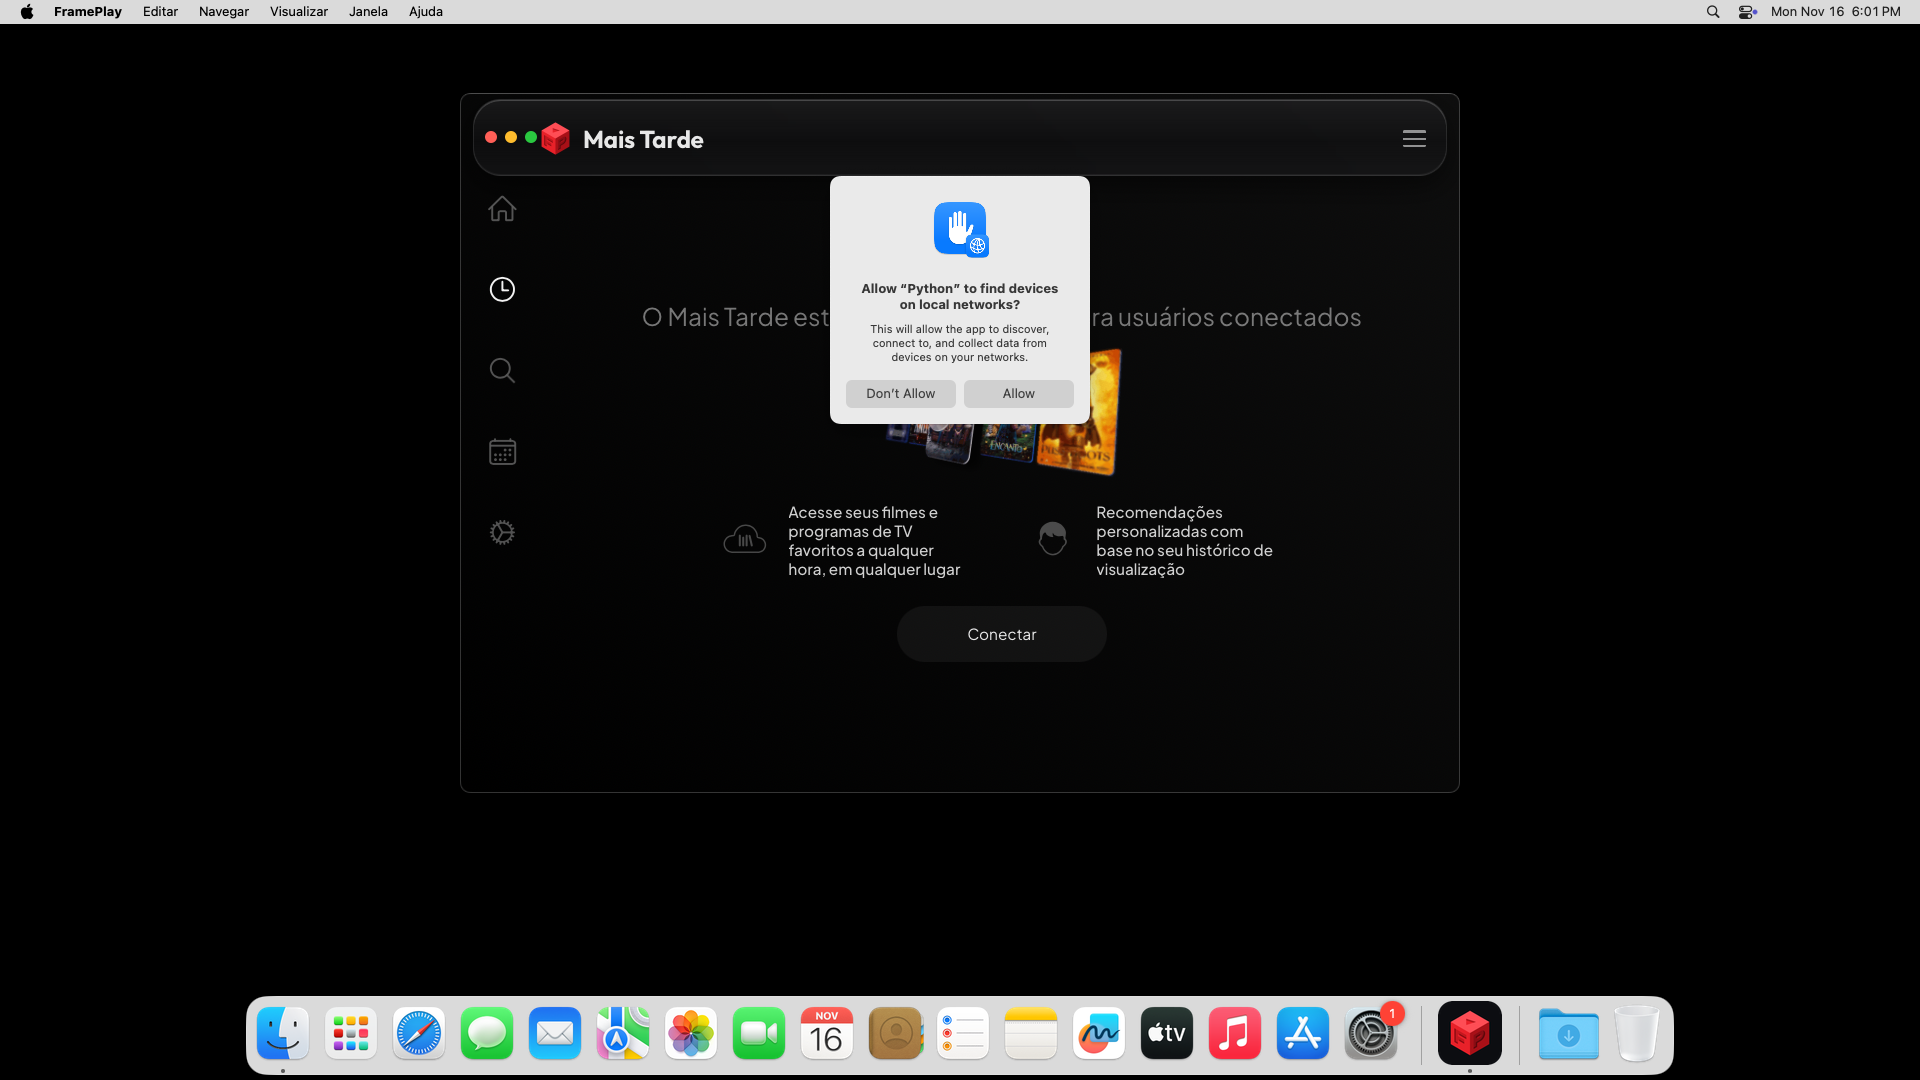 FramePlay Editar Navegar Visualizar Janela Ajuda Mon Nov 16 6:01 PM
Mais Tarde
Allow “Python” to find devices
on local networks?
This will allow the app to discover,
connect to, and collect data from
devices on your networks.
Don't Allow Allow
O Mais Tarde est ra usuários conectados
ENCANTO
Acesse seus filmes e
programas de TV
favoritos a qualquer
hora, em qualquer lugar
Recomendações
personalizadas com
base no seu histórico de
visualização
Conectar
NOV
16
tv
1